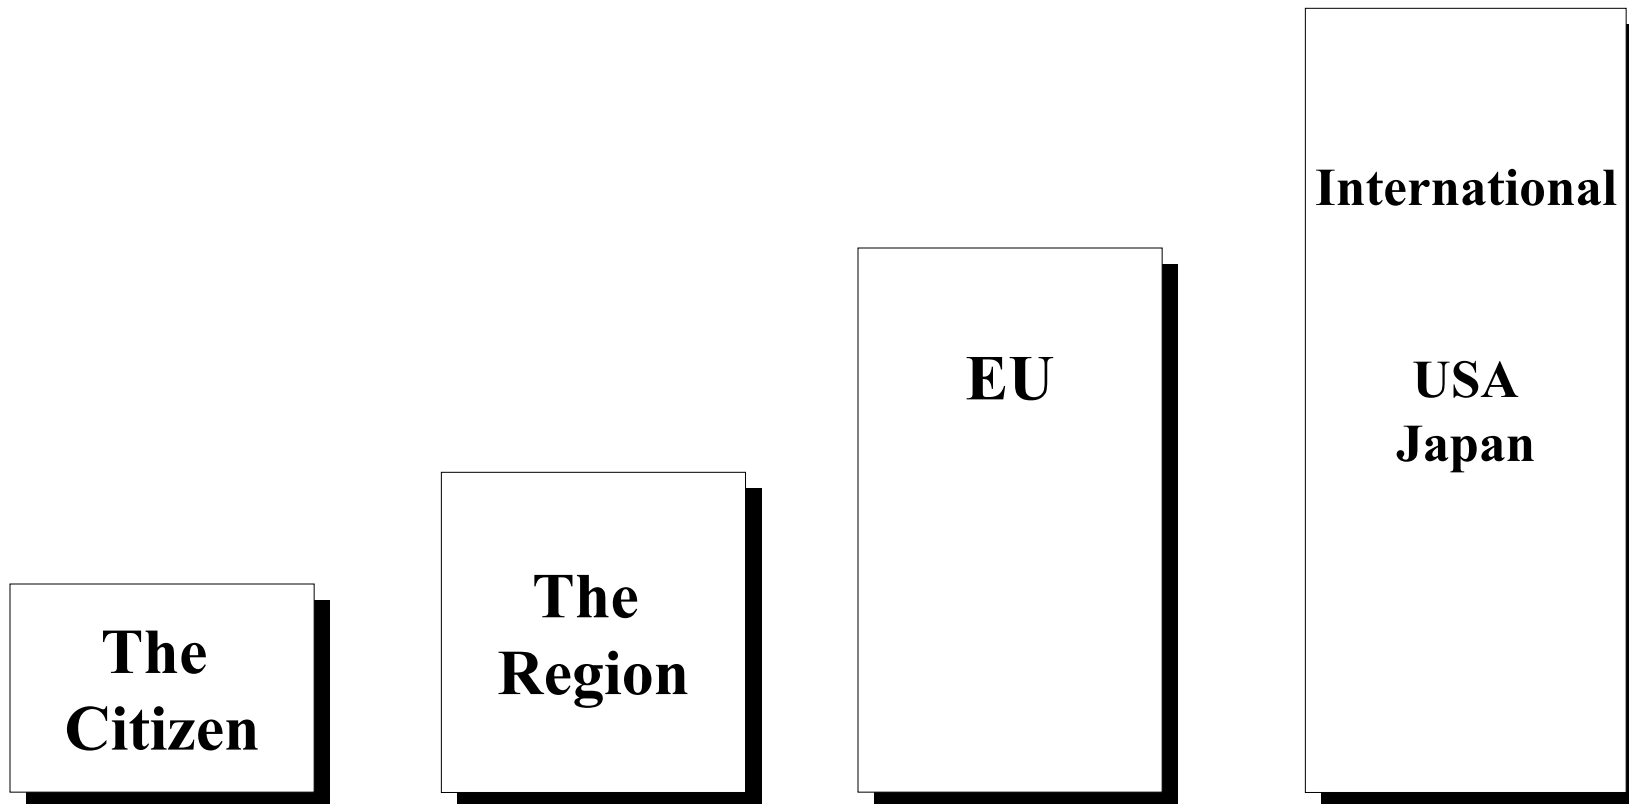 The
Citizen
The
Region
EU
International
USA
Japan